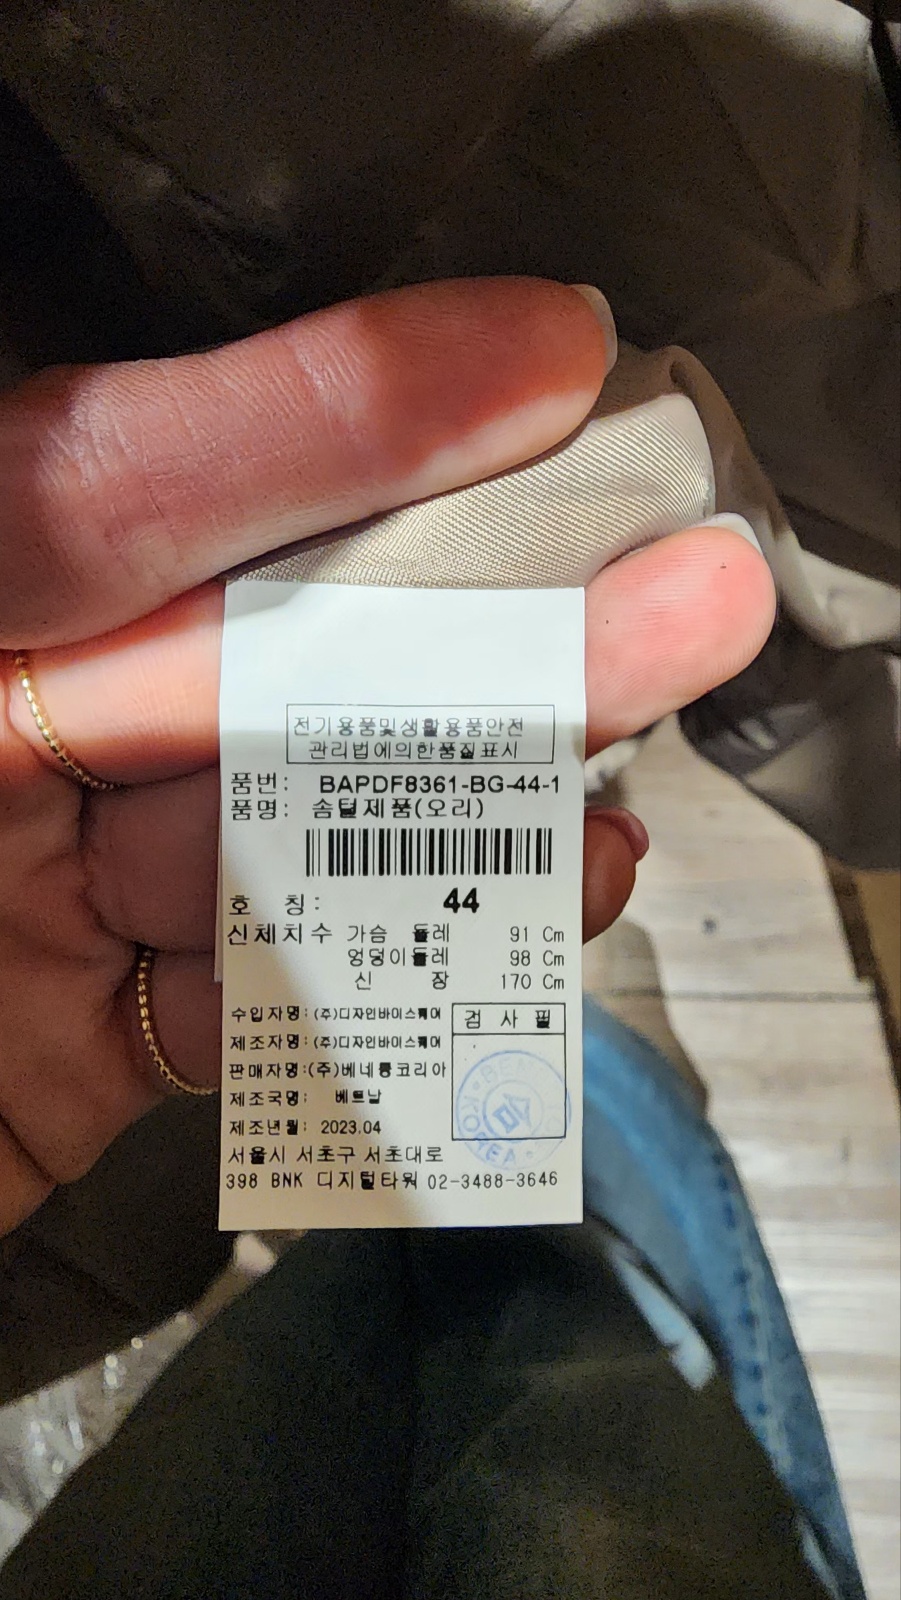 전기용품및생활용품안전
관리법에의한품질표시
품번: BAPDF8361-BG-44-1
품명: 솜털제품(오리)
호 칭: 44
신체치수 가슴 둘레 91 Cm
엉덩이둘레 98 Cm
신 장 170 Cm
수입자명:(주)디자인바이스퀘어
제조자명:(주)디자인바이스퀘어
판매자명:(주)베네통코리아
제조국명: 베트남
제조년월: 2023.04
검 사 필
KOREA
서울시 서초구 서초대로
398 BNK 디지털타워 02-3488-3646